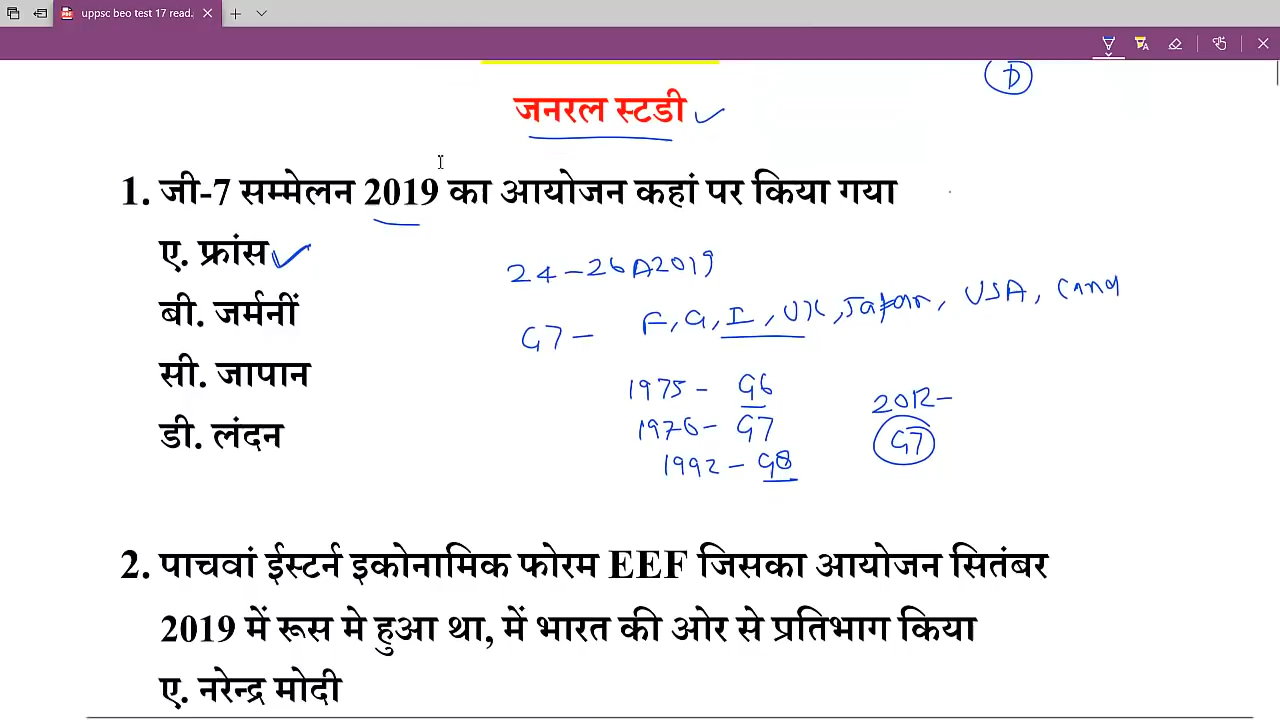 uppsc beo test 17 read.
D
जनरल स्टडी
1. जी-7 सम्मेलन 2019 का आयोजन कहां पर किया गया
ए. फ्रांस
बी. जर्मनीं
सी. जापान
डी. लंदन
24-26A2019
G7- F, G, I, UK, Japan, USA, Cana
1975 - G6
1976 - G7
1992 - G8
2012-
G7
2. पाचवां ईस्टर्न इकोनामिक फोरम EEF जिसका आयोजन सितंबर
2019 में रूस मे हुआ था, में भारत की ओर से प्रतिभाग किया
ए. नरेन्द्र मोदी